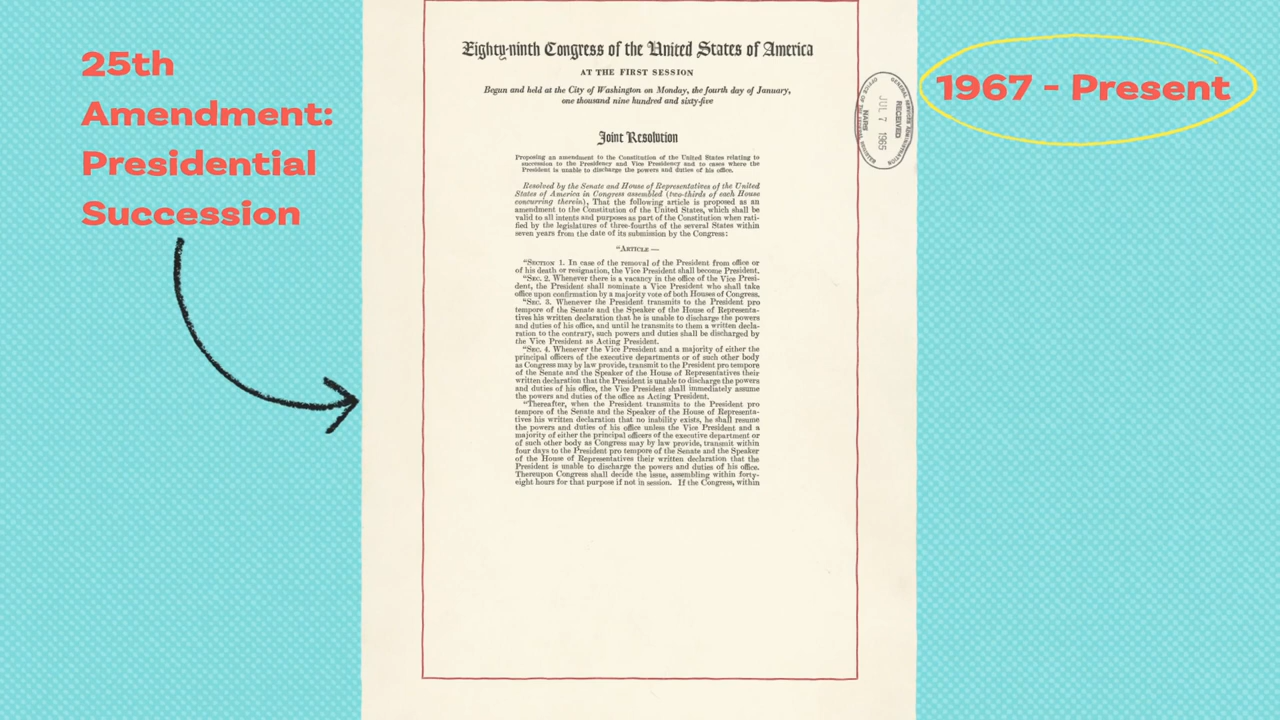 25th
Amendment:
Presidential
Succession
Eighty-ninth Congress of the United States of America
AT THE FIRST SESSION
Begun and held at the City of Washington on Monday, the fourth day of January,
one thousand nine hundred and sixty-five
Joint Resolution
Proposing an amendment to the Constitution of the United States relating to
succession to the Presidency and Vice Presidency and to cases where the
President is unable to discharge the powers and duties of his office.
Resolved by the Senate and House of Representatives of the United
States of America in Congress assembled (two-thirds of each House
concurring therein), That the following article is proposed as an
amendment to the Constitution of the United States, which shall be
valid to all intents and purposes as part of the Constitution when rati-
fied by the legislatures of three-fourths of the several States within
seven years from the date of its submission by the Congress:
"ARTICLE —
"SECTION 1. In case of the removal of the President from office or
of his death or resignation, the Vice President shall become President.
"SEC. 2. Whenever there is a vacancy in the office of the Vice Presi-
dent, the President shall nominate a Vice President who shall take
office upon confirmation by a majority vote of both Houses of Congress.
"SEC. 3. Whenever the President transmits to the President pro
tempore of the Senate and the Speaker of the House of Representa-
tives his written declaration that he is unable to discharge the powers
and duties of his office, and until he transmits to them a written decla-
ration to the contrary, such powers and duties shall be discharged by
the Vice President as Acting President.
"SEC. 4. Whenever the Vice President and a majority of either the
principal officers of the executive departments or of such other body
as Congress may by law provide, transmit to the President pro tempore
of the Senate and the Speaker of the House of Representatives their
written declaration that the President is unable to discharge the powers
and duties of his office, the Vice President shall immediately assume
the powers and duties of the office as Acting President.
"Thereafter, when the President transmits to the President pro
tempore of the Senate and the Speaker of the House of Representa-
tives his written declaration that no inability exists, he shall resume
the powers and duties of his office unless the Vice President and a
majority of either the principal officers of the executive department or
of such other body as Congress may by law provide, transmit within
four days to the President pro tempore of the Senate and the Speaker
of the House of Representatives their written declaration that the
President is unable to discharge the powers and duties of his office.
Thereupon Congress shall decide the issue, assembling within forty-
eight hours for that purpose if not in session. If the Congress, within
RECEIVED
JUL 7 1965
NARS
1967 - Present